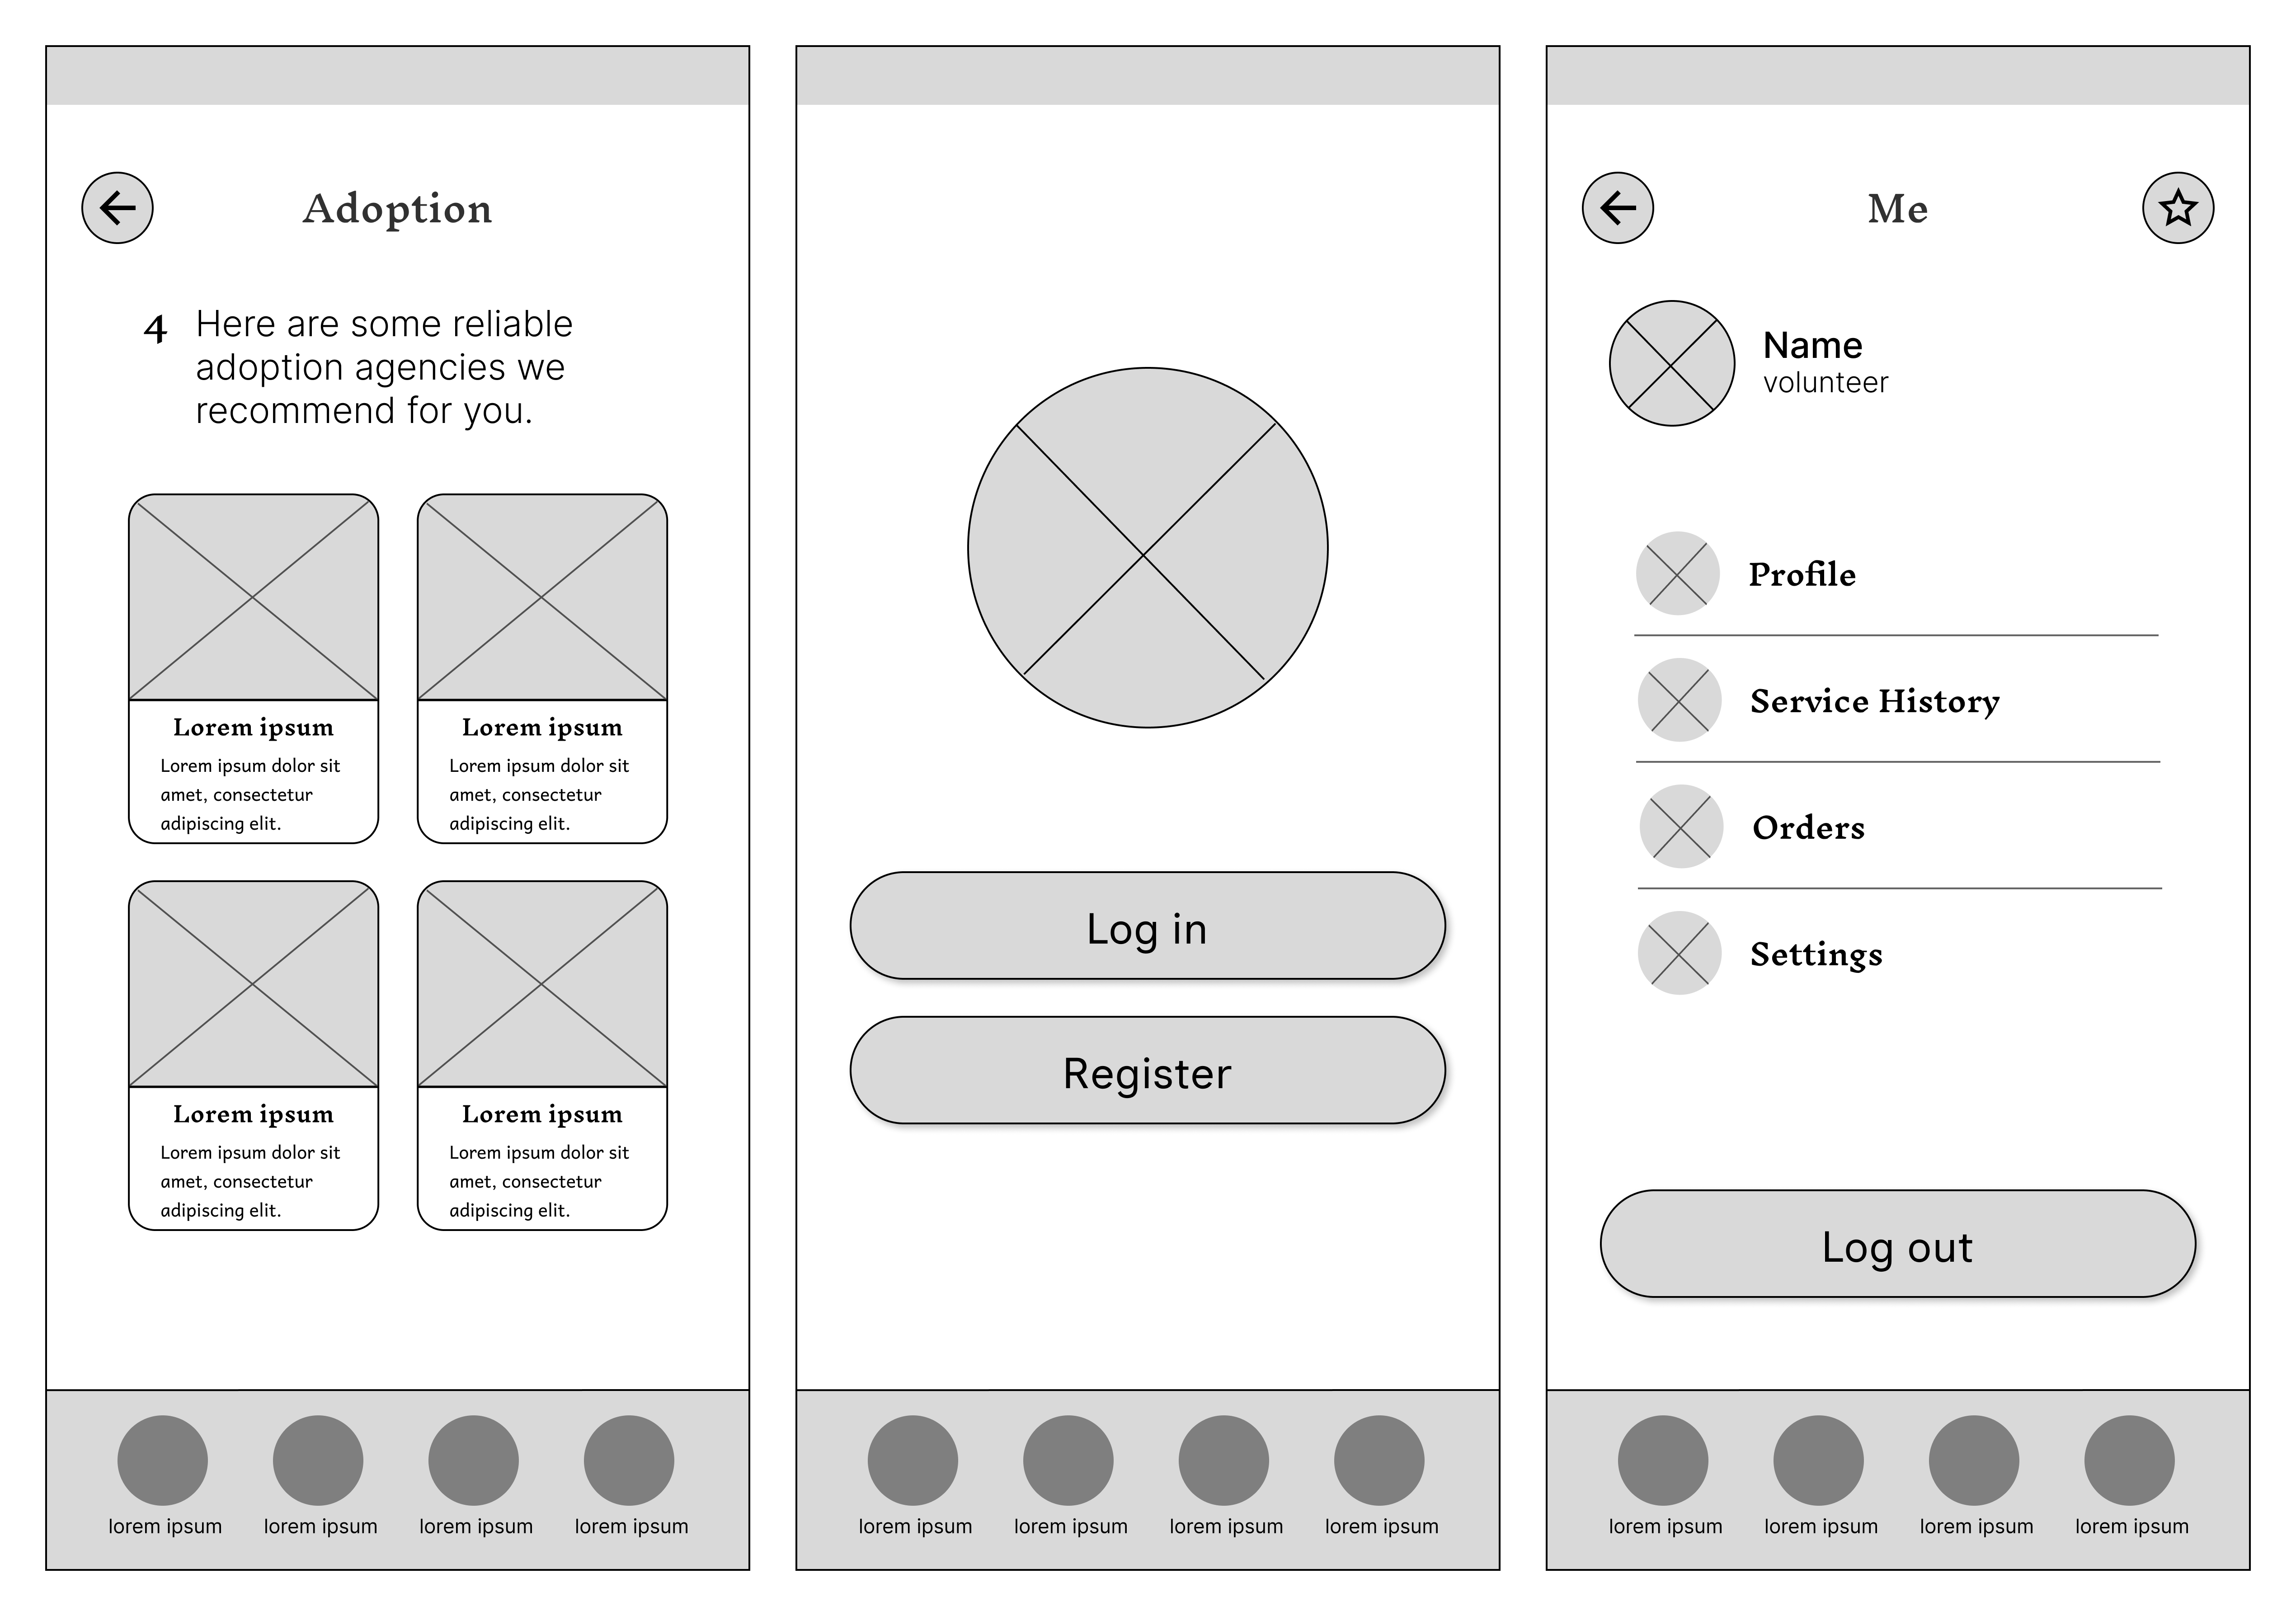 Adoption
4 Here are some reliable
adoption agencies we
recommend for you.
Lorem ipsum
Lorem ipsum dolor sit
amet, consectetur
adipiscing elit.
Lorem ipsum
Lorem ipsum dolor sit
amet, consectetur
adipiscing elit.
Lorem ipsum
Lorem ipsum dolor sit
amet, consectetur
adipiscing elit.
Lorem ipsum
Lorem ipsum dolor sit
amet, consectetur
adipiscing elit.
lorem ipsum lorem ipsum lorem ipsum lorem ipsum
Log in
Register
lorem ipsum lorem ipsum lorem ipsum lorem ipsum
Me
Name
volunteer
Profile
Service History
Orders
Settings
Log out
lorem ipsum lorem ipsum lorem ipsum lorem ipsum